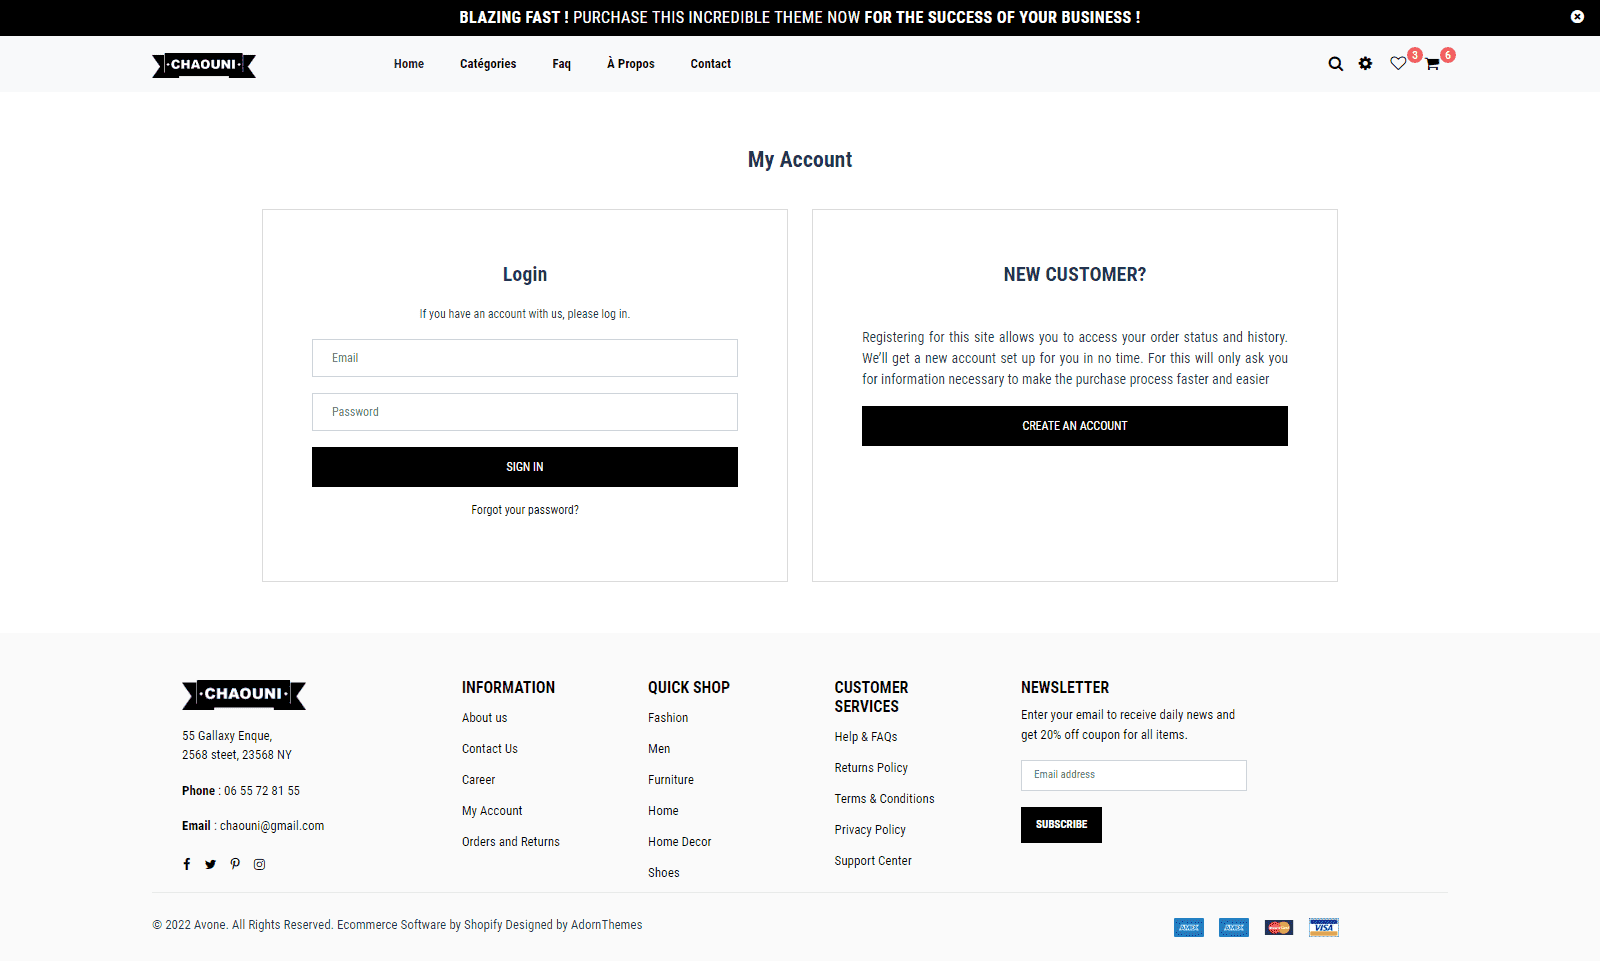 BLAZING FAST ! PURCHASE THIS INCREDIBLE THEME NOW FOR THE SUCCESS OF YOUR BUSINESS !
CHAOUNI
Home
Catégories
Faq
À Propos
Contact
3
6
My Account
Login
If you have an account with us, please log in.
Email
Password
SIGN IN
Forgot your password?
NEW CUSTOMER?
Registering for this site allows you to access your order status and history.
We’ll get a new account set up for you in no time. For this will only ask you
for information necessary to make the purchase process faster and easier
CREATE AN ACCOUNT
CHAOUNI
55 Gallaxy Enque,
2568 steet, 23568 NY
Phone : 06 55 72 81 55
Email : chaouni@gmail.com
INFORMATION
About us
Contact Us
Career
My Account
Orders and Returns
QUICK SHOP
Fashion
Men
Furniture
Home
Home Decor
Shoes
CUSTOMER
SERVICES
Help & FAQs
Returns Policy
Terms & Conditions
Privacy Policy
Support Center
NEWSLETTER
Enter your email to receive daily news and
get 20% off coupon for all items.
Email address
SUBSCRIBE
© 2022 Avone. All Rights Reserved. Ecommerce Software by Shopify Designed by AdornThemes
AMEX
AMEX
MasterCard
VISA